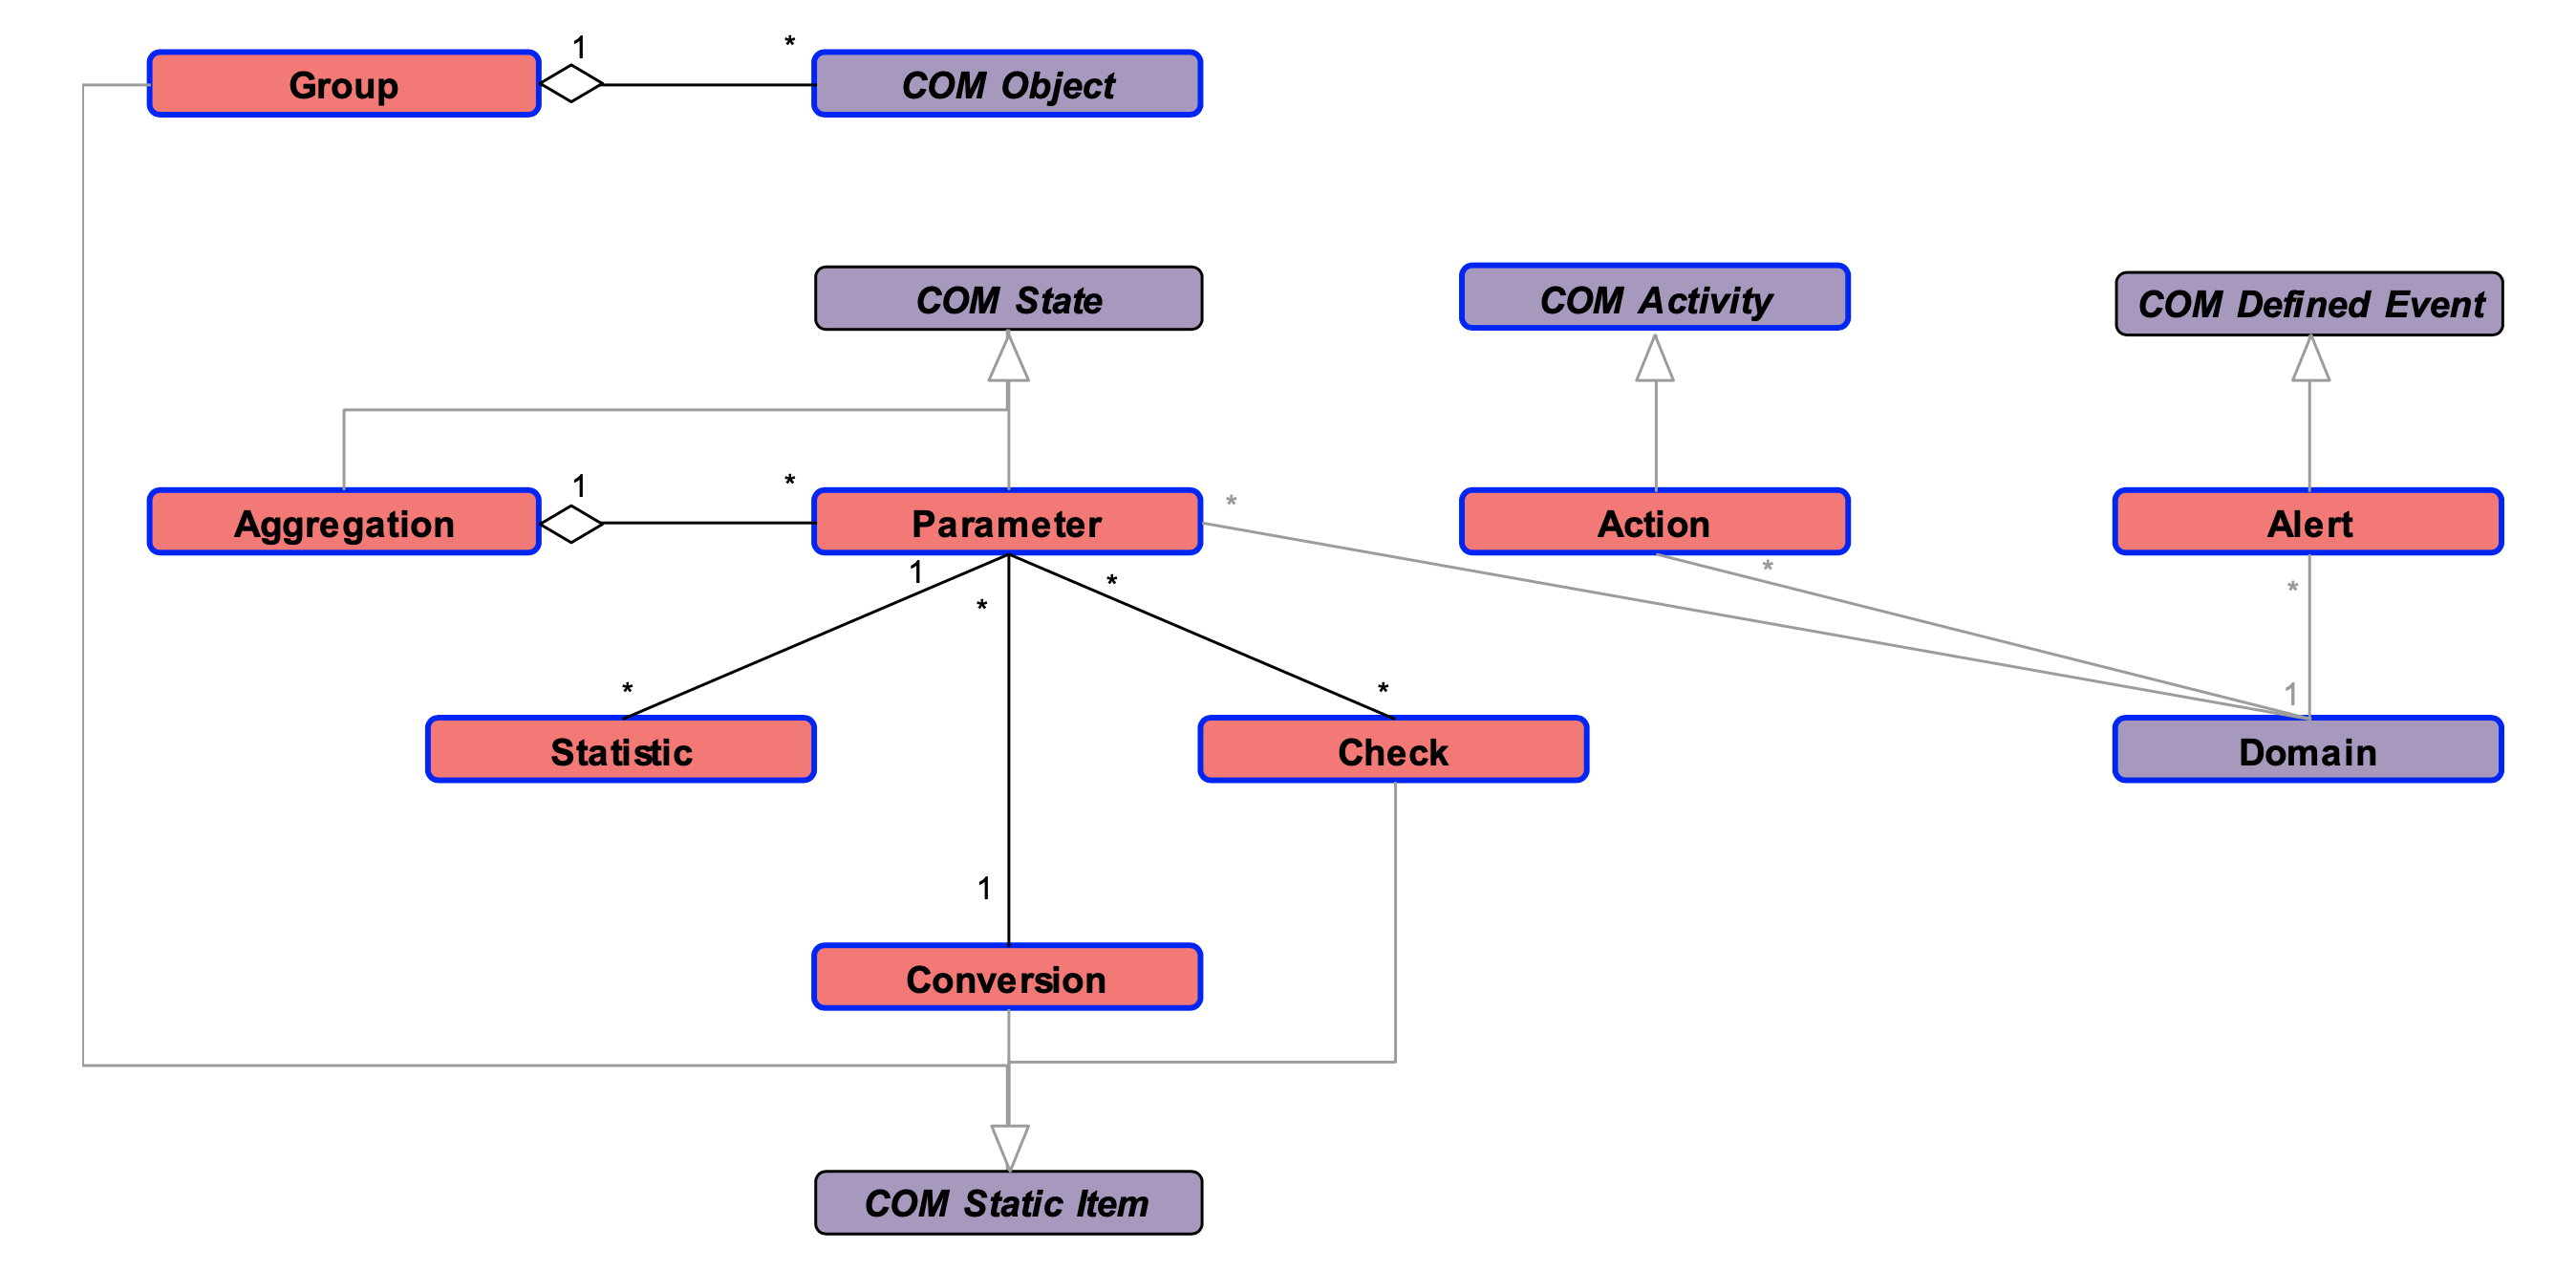 1
*
Group
COM Object
COM State
COM Activity
COM Defined Event
1
*
*
Aggregation
Parameter
Action
Alert
1
*
*
*
*
*
*
1
Statistic
Check
Domain
1
Conversion
COM Static Item